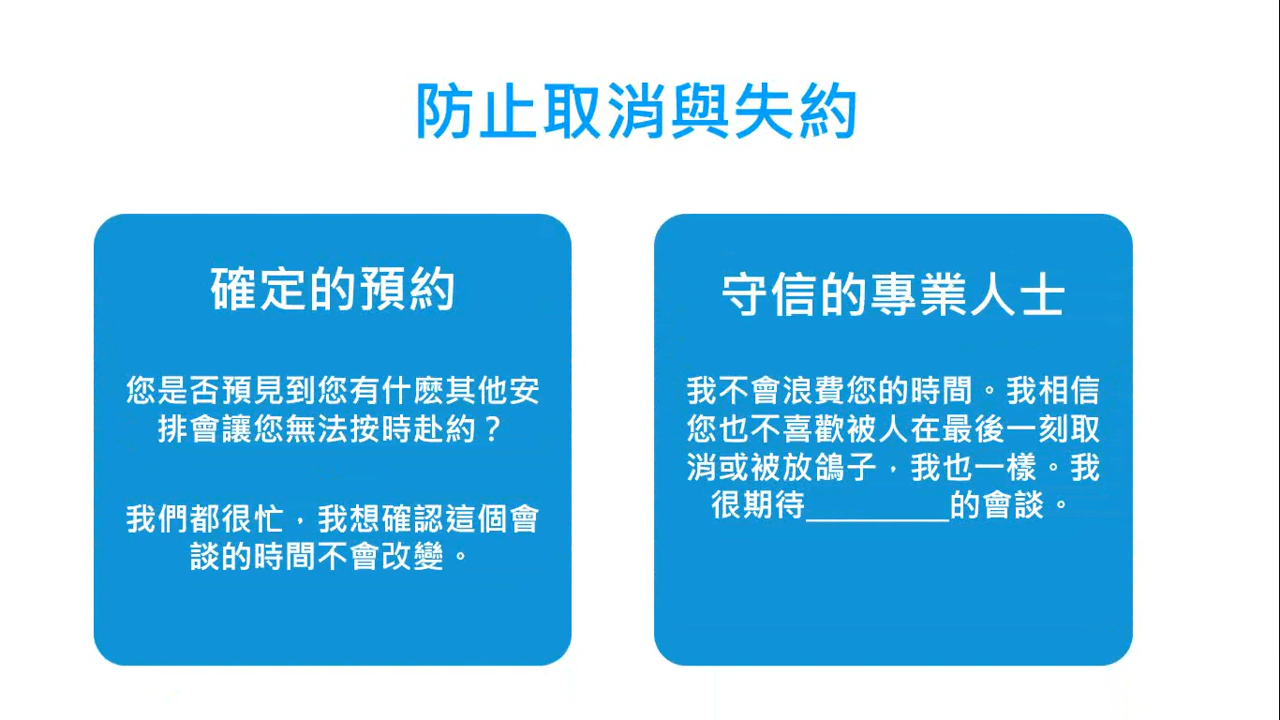 防止取消與失約
確定的預約
您是否預見到您有什麼其他安
排會讓您無法按時赴約？
我們都很忙，我想確認這個會
談的時間不會改變。
守信的專業人士
我不會浪費您的時間。我相信
您也不喜歡被人在最後一刻取
消或被放鴿子，我也一樣。我
很期待_________的會談。